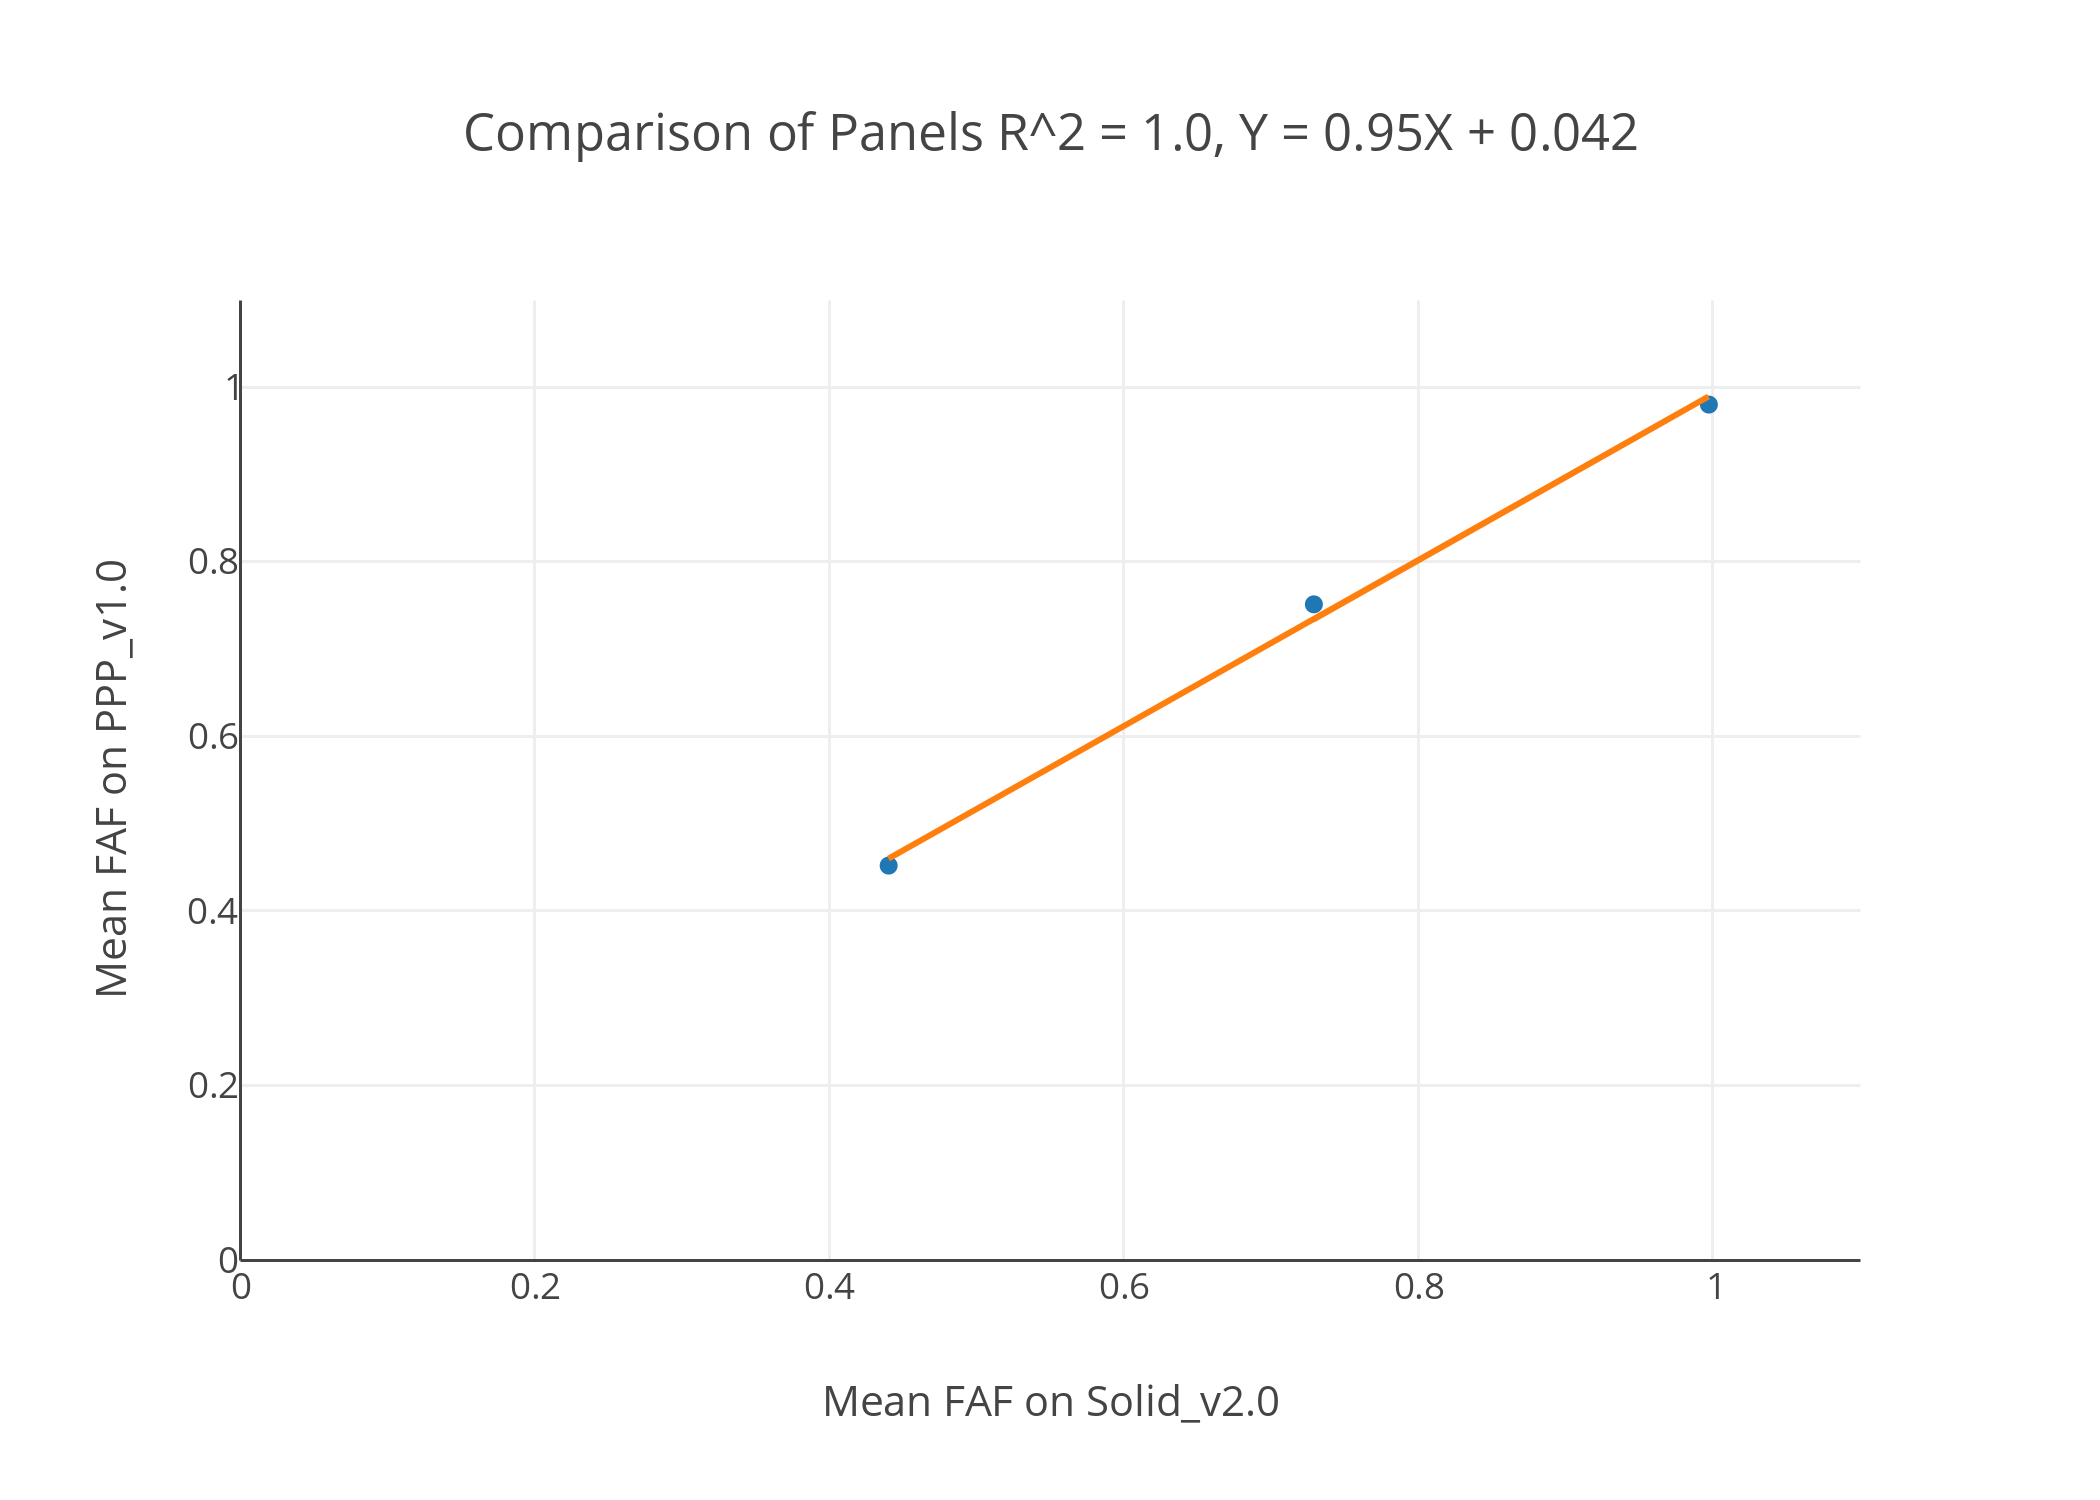 Comparison of Panels R^2 = 1.0, Y = 0.95X + 0.042
Mean FAF on PPP_v1.0
1
0.8
0.6
0.4
0.2
0
0 0.2 0.4 0.6 0.8 1
Mean FAF on Solid_v2.0